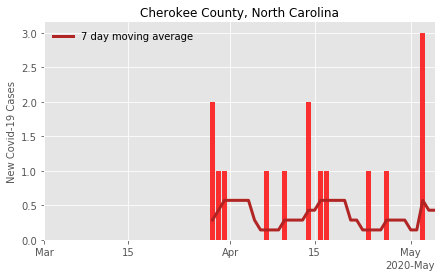 Cherokee County, North Carolina
7 day moving average
New Covid-19 Cases
3.0
2.5
2.0
1.5
1.0
0.5
0.0
Mar
15
Apr
15
May
2020-May